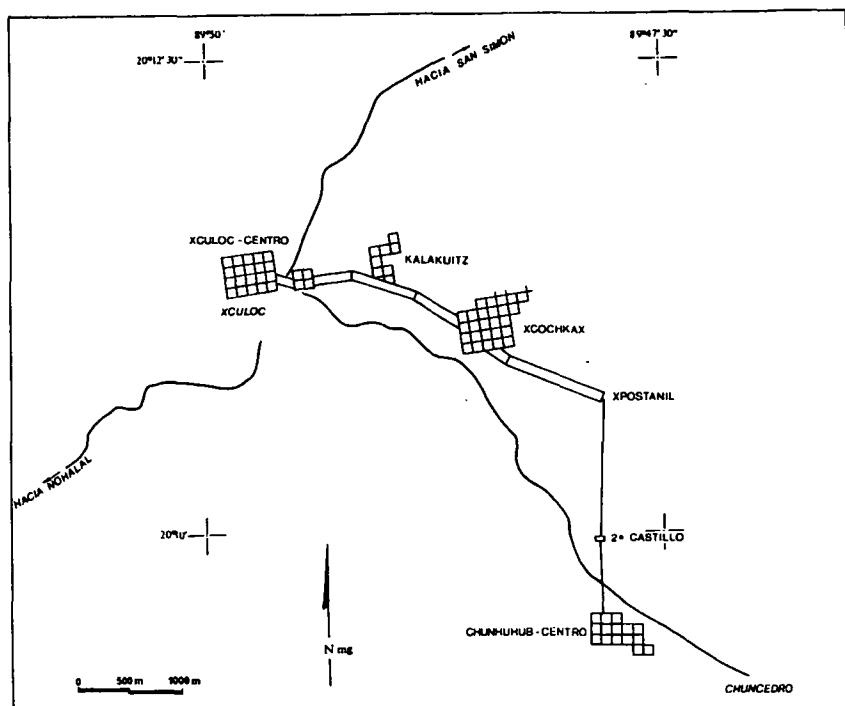 89°50'
89°47'30"
20°12'30"
HACIA SAN SIMON
XCULOC - CENTRO
KALAKUITZ
XCULOC
XCOCHKAX
XPOSTANIL
HACIA NOHALAL
20°10'
2° CASTILLO
CHUNHUHUB - CENTRO
N mg
0 500 m 1000 m
CHUNCEDRO